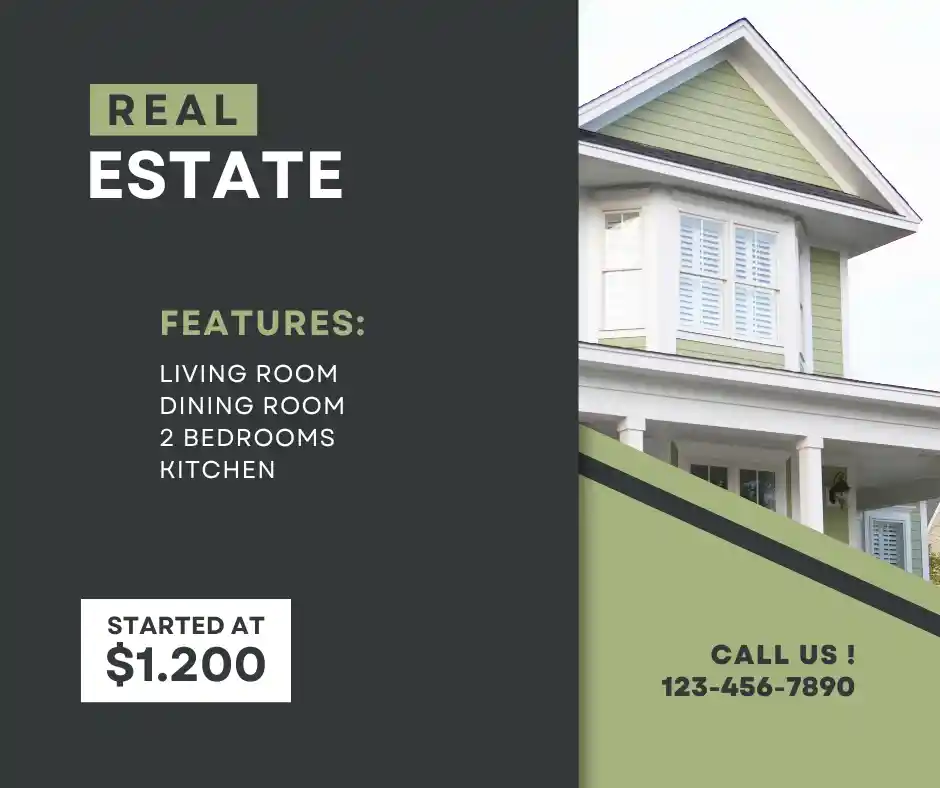 REAL
ESTATE
FEATURES:
LIVING ROOM
DINING ROOM
2 BEDROOMS
KITCHEN
STARTED AT
$1.200
CALL US !
123-456-7890